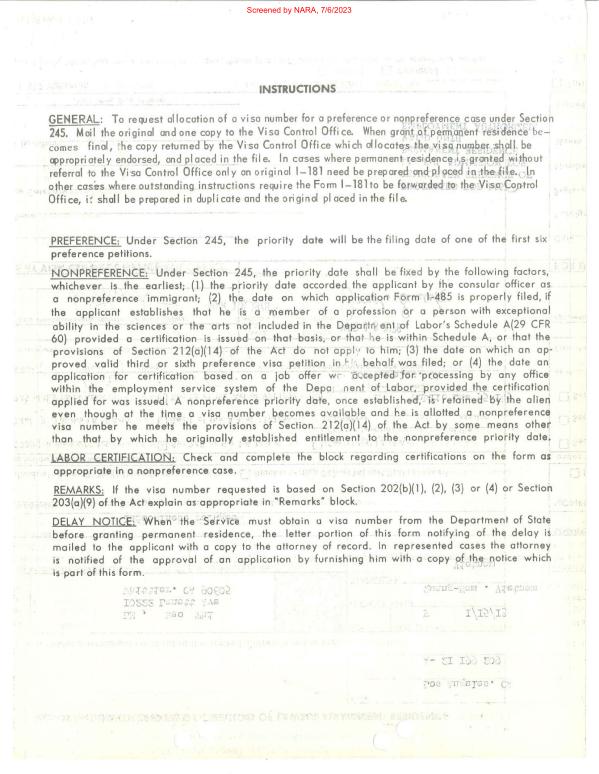 Screened by NARA, 7/6/2023
INSTRUCTIONS
GENERAL: To request allocation of a visa number for a preference or nonpreference case under Section
245. Mail the original and one copy to the Visa Control Office. When grant of permanent residence be-
comes final, the copy returned by the Visa Control Office which allocates the visa number shall be
appropriately endorsed, and placed in the file. In cases where permanent residence is granted without
referral to the Visa Control Office only an original I-181 need be prepared and placed in the file. In
other cases where outstanding instructions require the Form I-181 to be forwarded to the Visa Control
Office, it shall be prepared in duplicate and the original placed in the file.
PREFERENCE: Under Section 245, the priority date will be the filing date of one of the first six
preference petitions.
NONPREFERENCE: Under Section 245, the priority date shall be fixed by the following factors,
whichever is the earliest; (1) the priority date accorded the applicant by the consular officer as
a nonpreference immigrant; (2) the date on which application Form I-485 is properly filed, if
the applicant establishes that he is a member of a profession or a person with exceptional
ability in the sciences or the arts not included in the Department of Labor's Schedule A(29 CFR
60) provided a certification is issued on that basis, or that he is within Schedule A, or that the
provisions of Section 212(a)(14) of the Act do not apply to him; (3) the date on which an ap-
proved valid third or sixth preference visa petition in behalf was filed; or (4) the date an
application for certification based on a job offer accepted for processing by any office
within the employment service system of the Depa nent of Labor, provided the certification
applied for was issued. A nonpreference priority date, once established, is retained by the alien
even though at the time a visa number becomes available and he is allotted a nonpreference
visa number he meets the provisions of Section 212(a)(14) of the Act by some means other
than that by which he originally established entitlement to the nonpreference priority date.
LABOR CERTIFICATION: Check and complete the block regarding certifications on the form as
appropriate in a nonpreference case.
REMARKS: If the visa number requested is based on Section 202(b)(1), (2), (3) or (4) or Section
203(a)(9) of the Act explain as appropriate in "Remarks" block.
DELAY NOTICE: When the Service must obtain a visa number from the Department of State
before granting permanent residence, the letter portion of this form notifying of the delay is
mailed to the applicant with a copy to the attorney of record. In represented cases the attorney
is notified of the approval of an application by furnishing him with a copy of the notice which
is part of this form.